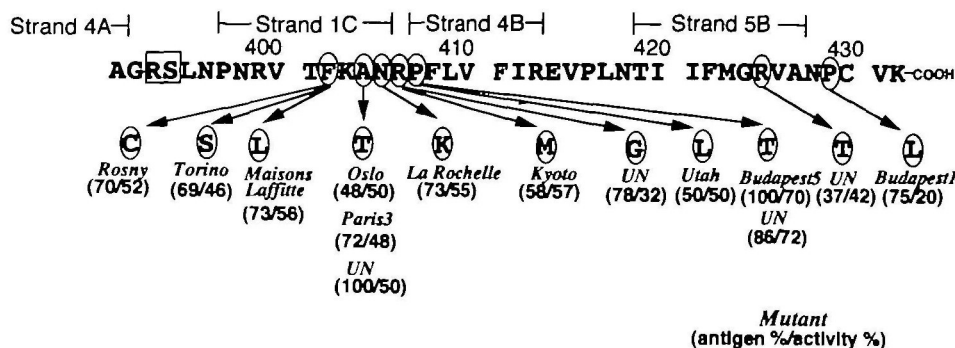 Strand 4A Strand 1C Strand 4B Strand 5B
400 410 420 430
AGRSLNPNRV TFKANRPFLV FIREVPLNTI IFMGRVANPC VK-COOH
C S L T K M G L T T L
Rosny Torino Maisons Laffitte Oslo La Rochelle Kyoto UN Utah Budapest5 UN Budapest1
(70/52) (69/46) (73/56) (48/50) (73/55) (58/57) (78/32) (50/50) (100/70) (37/42) (75/20)
Paris3 UN
(72/48) (86/72)
UN
(100/50)
Mutant
(antigen %/activity %)